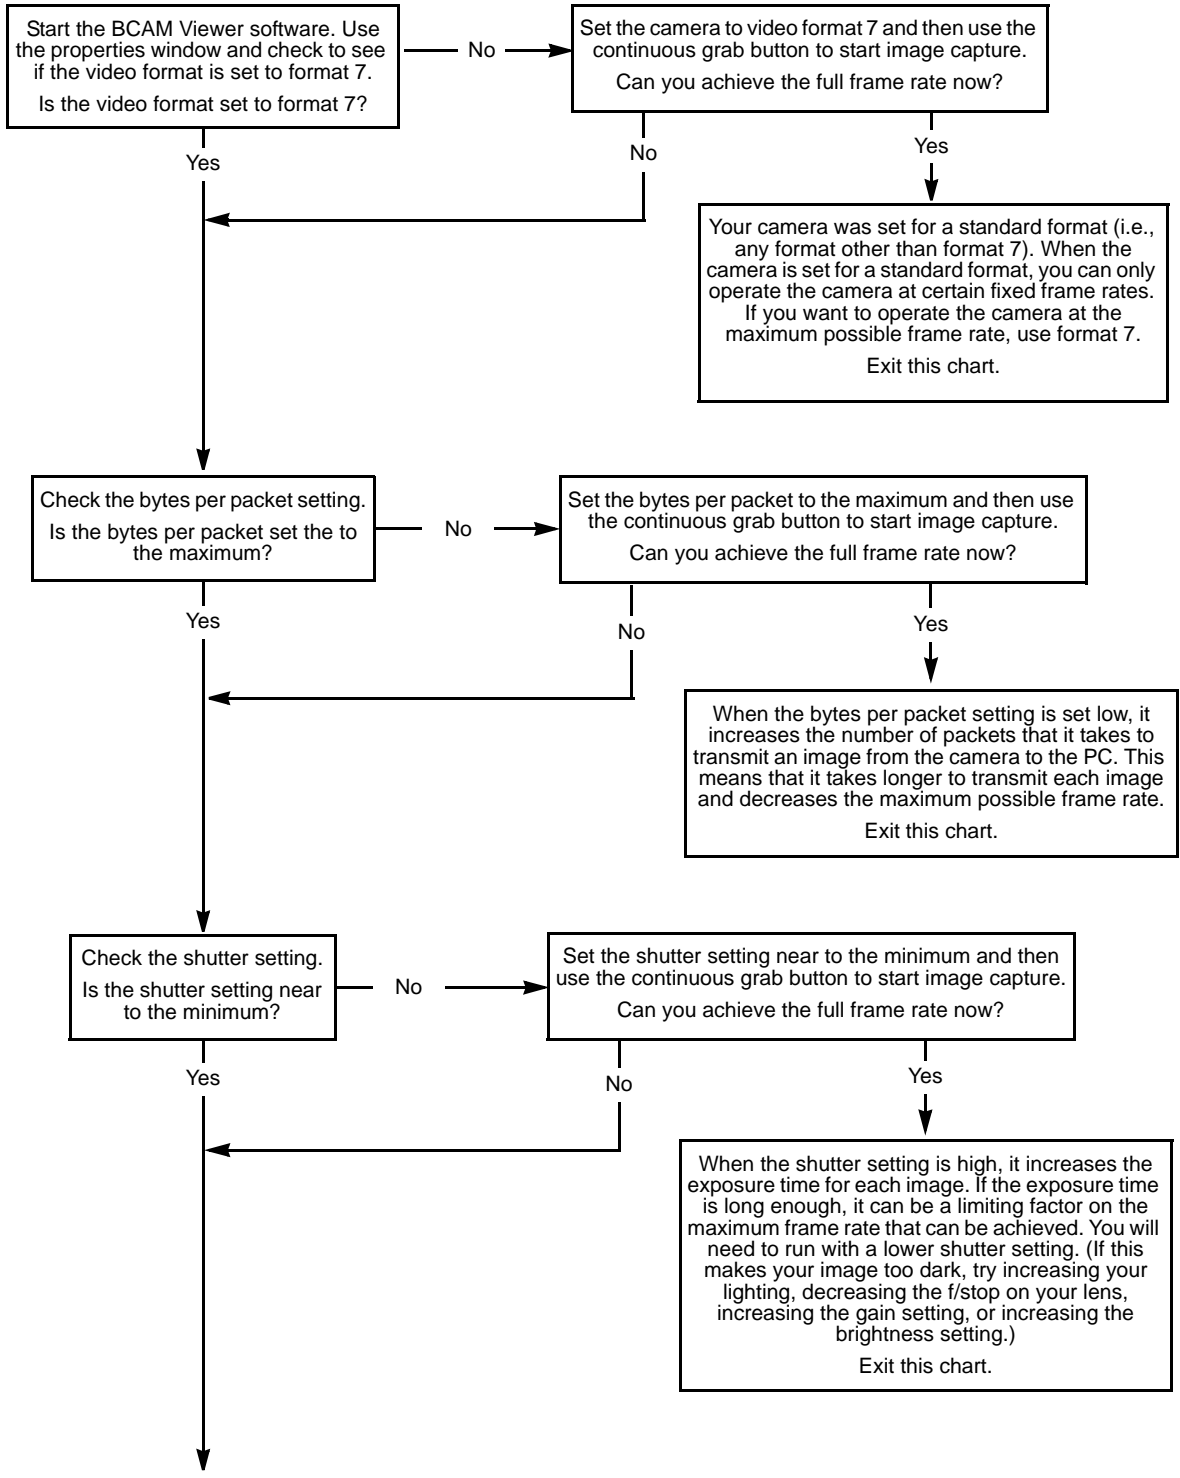 Start the BCAM Viewer software. Use
the properties window and check to see
if the video format is set to format 7.
Is the video format set to format 7?
No
Set the camera to video format 7 and then use the
continuous grab button to start image capture.
Can you achieve the full frame rate now?
Yes
No
Yes
Your camera was set for a standard format (i.e.,
any format other than format 7). When the
camera is set for a standard format, you can only
operate the camera at certain fixed frame rates.
If you want to operate the camera at the
maximum possible frame rate, use format 7.
Exit this chart.
Check the bytes per packet setting.
Is the bytes per packet set the to
the maximum?
No
Set the bytes per packet to the maximum and then use
the continuous grab button to start image capture.
Can you achieve the full frame rate now?
Yes
No
Yes
When the bytes per packet setting is set low, it
increases the number of packets that it takes to
transmit an image from the camera to the PC. This
means that it takes longer to transmit each image
and decreases the maximum possible frame rate.
Exit this chart.
Check the shutter setting.
Is the shutter setting near
to the minimum?
No
Set the shutter setting near to the minimum and then
use the continuous grab button to start image capture.
Can you achieve the full frame rate now?
Yes
No
Yes
When the shutter setting is high, it increases the
exposure time for each image. If the exposure time
is long enough, it can be a limiting factor on the
maximum frame rate that can be achieved. You will
need to run with a lower shutter setting. (If this
makes your image too dark, try increasing your
lighting, decreasing the f/stop on your lens,
increasing the gain setting, or increasing the
brightness setting.)
Exit this chart.